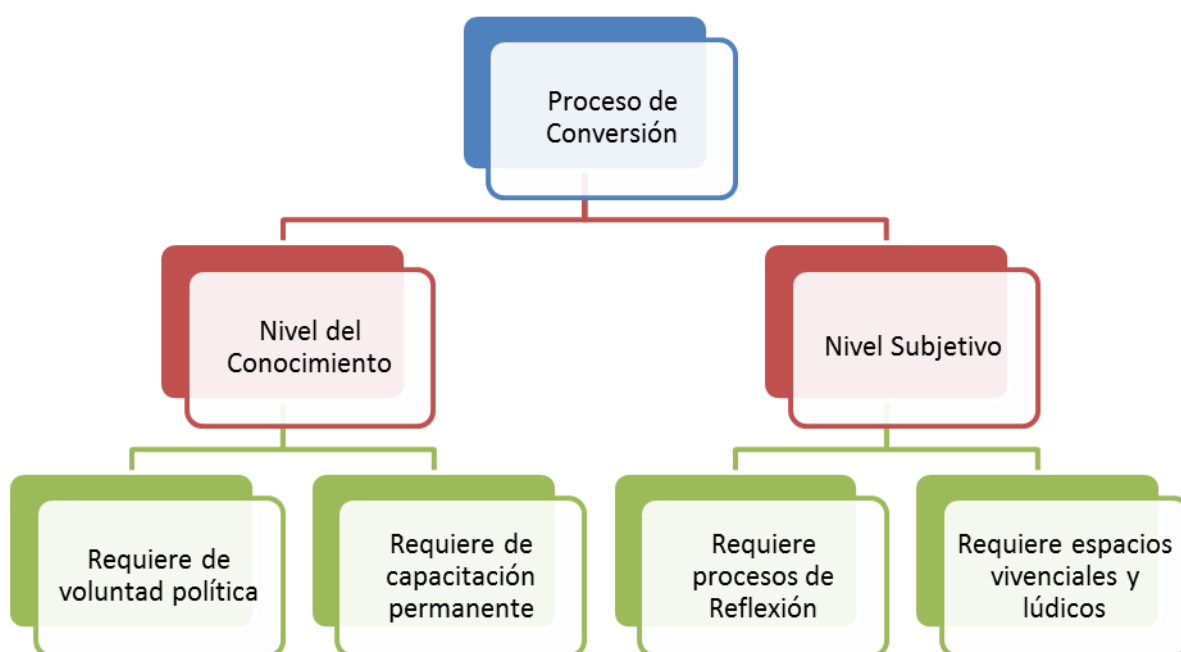 Proceso de
Conversión
Nivel del
Conocimiento
Nivel Subjetivo
Requiere de
voluntad política
Requiere de
capacitación
permanente
Requiere
procesos de
Reflexión
Requiere espacios
vivenciales y
lúdicos